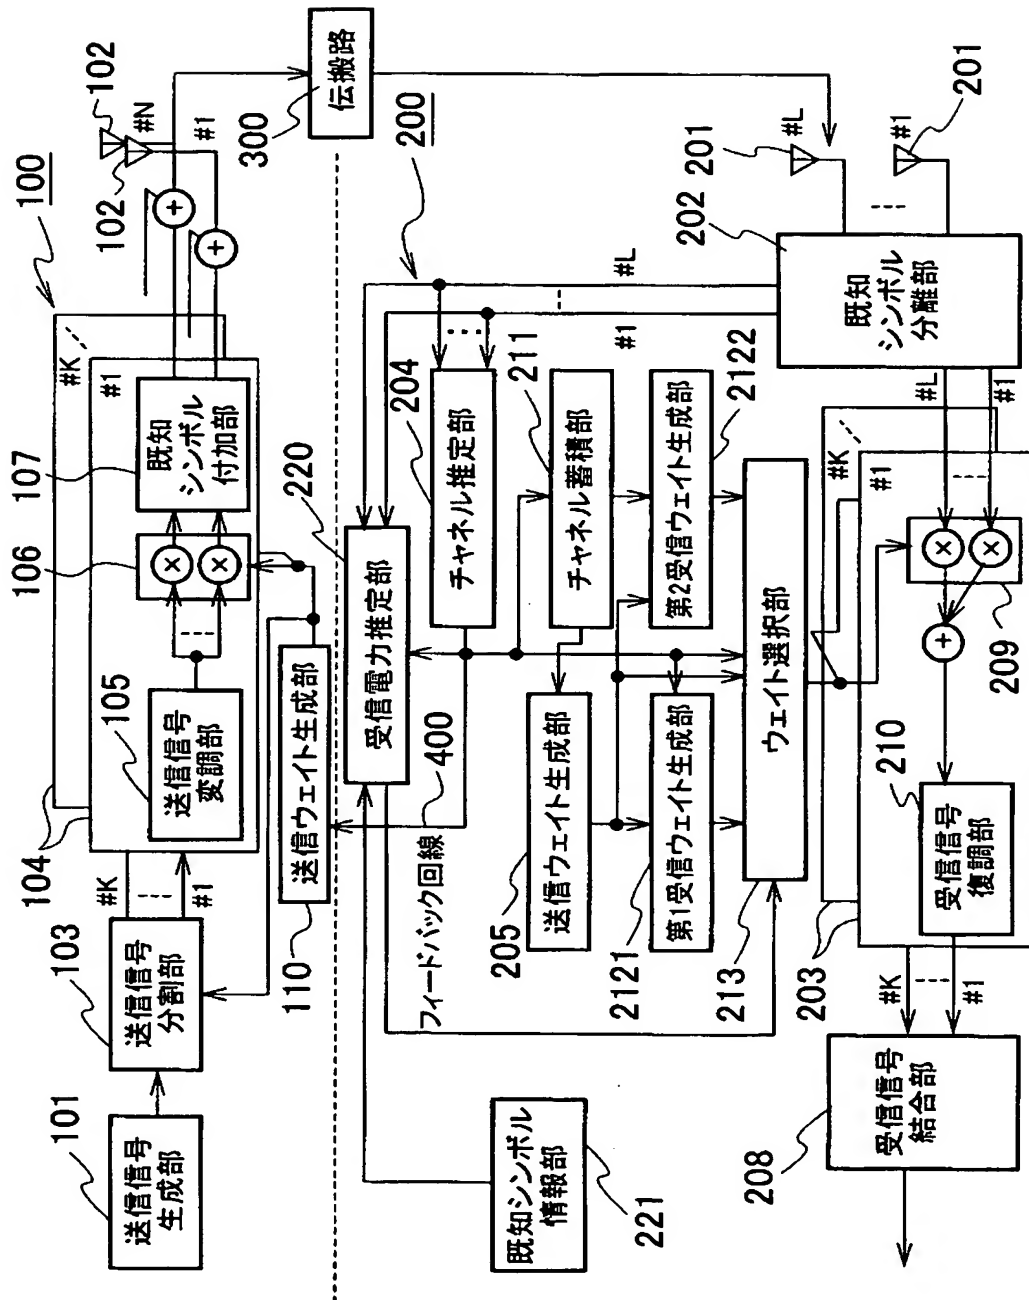 100
102
102
#N
#1
104
#K
#1
101
送信信号
生成部
103
送信信号
分割部
#K
#1
105
送信信号
変調部
106
107
既知
シンボル
付加部
110
送信ウェイト生成部
300
伝搬路
フィードバック回線
400
200
220
受信電力推定部
221
既知シンボル
情報部
204
チャネル推定部
211
チャネル蓄積部
205
送信ウェイト生成部
2121
第1受信ウェイト生成部
2122
第2受信ウェイト生成部
213
ウェイト選択部
#L
#1
201
#L
201
#1
202
既知
シンボル
分離部
#L
#1
203
#K
#1
209
210
受信信号
復調部
#K
#1
208
受信信号
結合部